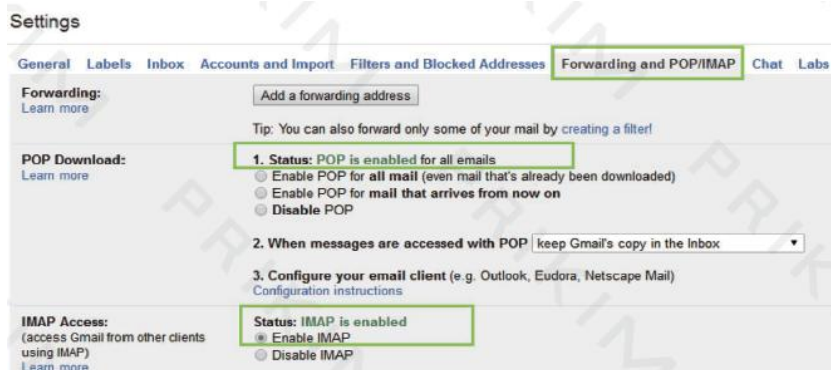 Settings
General Labels Inbox Accounts and Import Filters and Blocked Addresses Forwarding and POP/IMAP Chat Labs
Forwarding:
Learn more
Add a forwarding address
Tip: You can also forward only some of your mail by creating a filter!
POP Download:
Learn more
1. Status: POP is enabled for all emails
Enable POP for all mail (even mail that's already been downloaded)
Enable POP for mail that arrives from now on
Disable POP
2. When messages are accessed with POP keep Gmail's copy in the Inbox
3. Configure your email client (e.g. Outlook, Eudora, Netscape Mail)
Configuration instructions
IMAP Access:
(access Gmail from other clients
using IMAP)
Learn more
Status: IMAP is enabled
Enable IMAP
Disable IMAP
PRIKIM